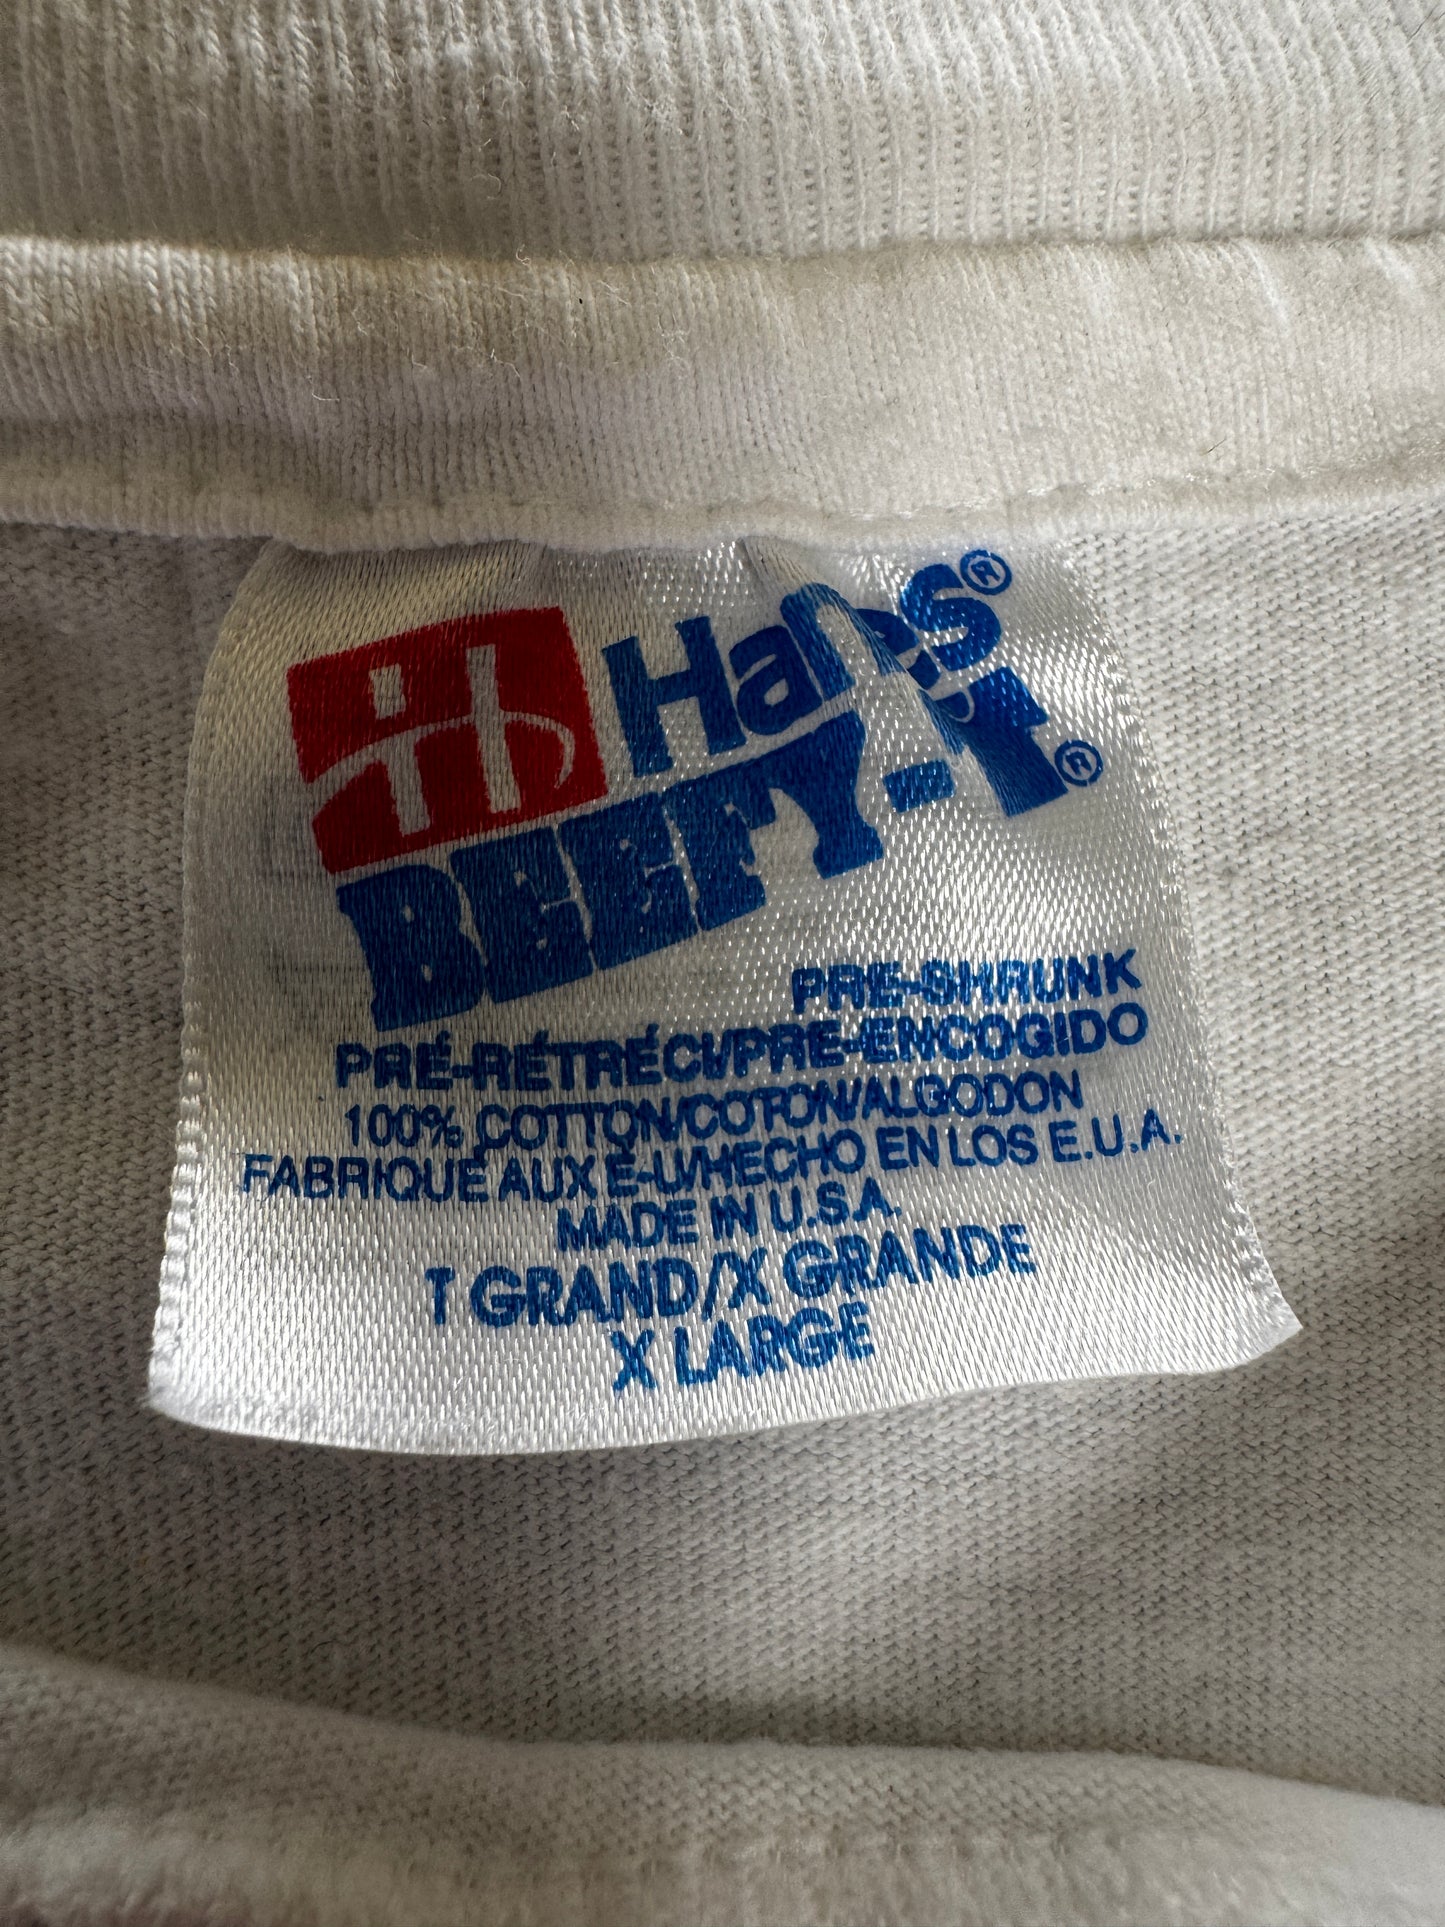 Hanes®
BEEFY-T®
PRE-SHRUNK
PRÉ-RÉTRÉCI/PRE-ENCOGIDO
100% COTTON/COTON/ALGODON
FABRIQUÉ AUX É-U/HECHO EN LOS E.U.A.
MADE IN U.S.A.
T GRAND/X GRANDE
X LARGE